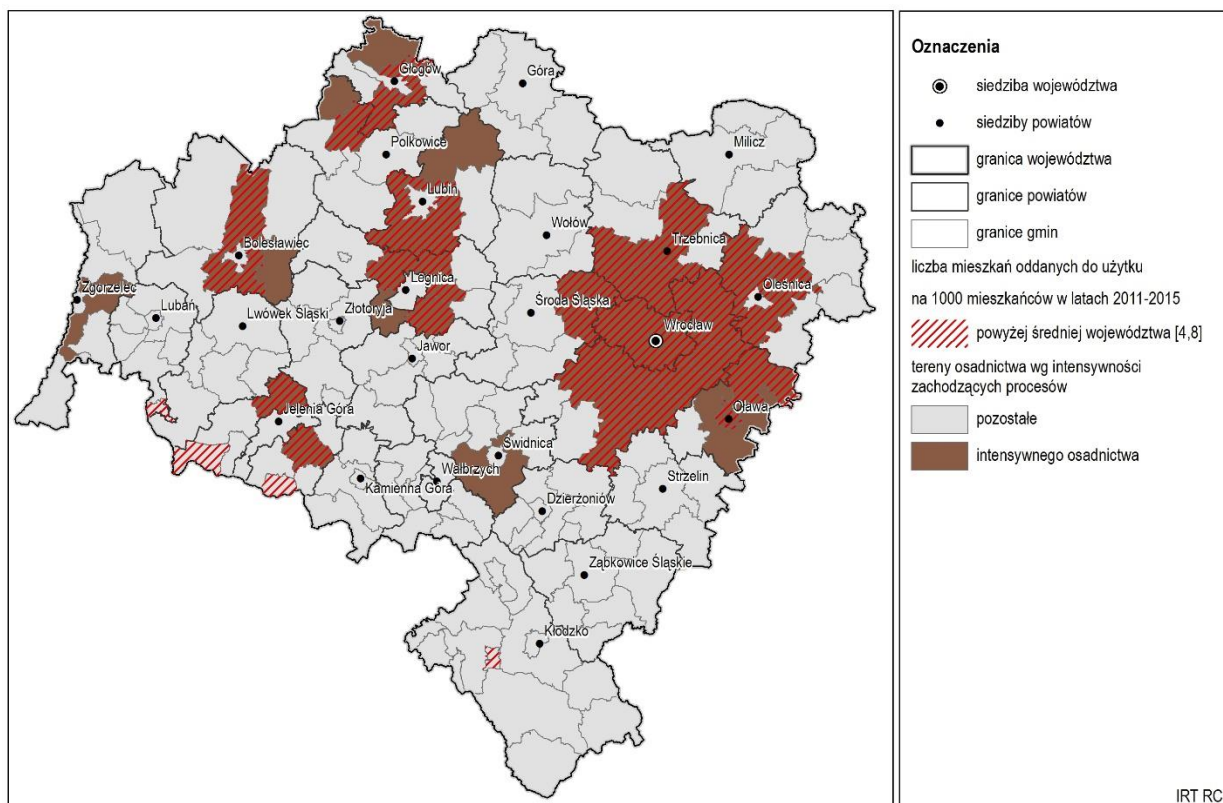 Głogów
Góra
Polkowice
Milicz
Lubin
Wołów
Trzebnica
Bolesławiec
Zgorzelec
Legnica
Oleśnica
Lubań
Lwówek Śląski
Złotoryja
Środa Śląska
Wrocław
Jawor
Jelenia Góra
Oława
Świdnica
Wałbrzych
Kamienna Góra
Strzelin
Dzierżoniów
Ząbkowice Śląskie
Kłodzko
Oznaczenia
siedziba województwa
siedziby powiatów
granica województwa
granice powiatów
granice gmin
liczba mieszkań oddanych do użytku
na 1000 mieszkańców w latach 2011-2015
powyżej średniej województwa [4,8]
tereny osadnictwa wg intensywności
zachodzących procesów
pozostałe
intensywnego osadnictwa
IRT RC